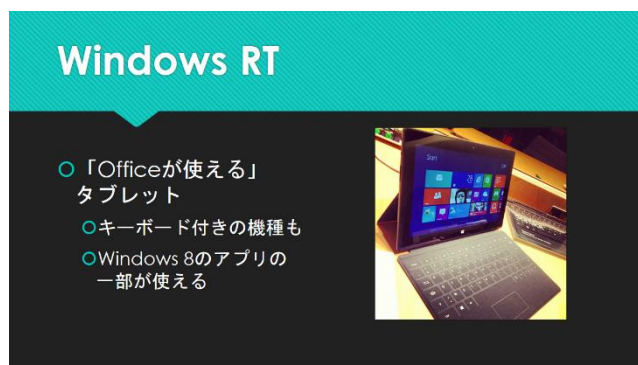 Windows RT
「Officeが使える」
タブレット
キーボード付きの機種も
Windows 8のアプリの
一部が使える
Start